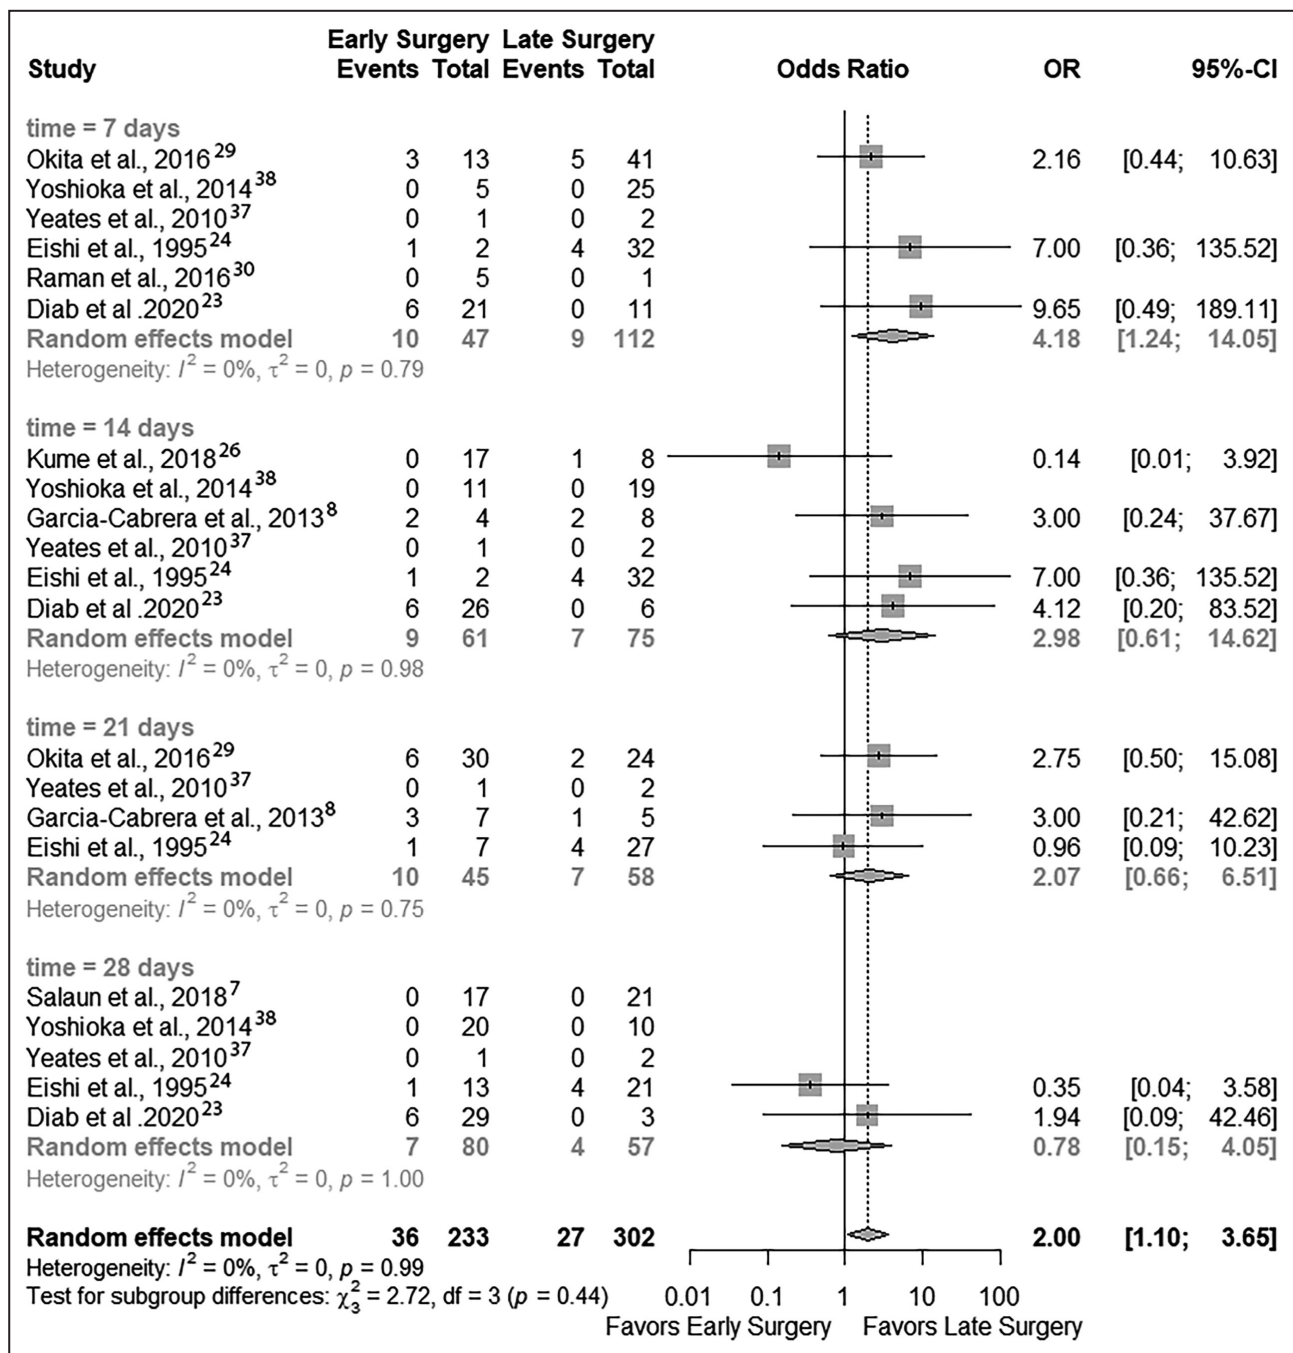 Early Surgery Late Surgery
Study Events Total Events Total Odds Ratio OR 95%-CI
time = 7 days
Okita et al., 2016²⁹ 3 13 5 41 2.16 [0.44; 10.63]
Yoshioka et al., 2014³⁸ 0 5 0 25
Yeates et al., 2010³⁷ 0 1 0 2
Eishi et al., 1995²⁴ 1 2 4 32 7.00 [0.36; 135.52]
Raman et al., 2016³⁰ 0 5 0 1
Diab et al .2020²³ 6 21 0 11 9.65 [0.49; 189.11]
Random effects model 10 47 9 112 4.18 [1.24; 14.05]
Heterogeneity: I² = 0%, τ² = 0, p = 0.79
time = 14 days
Kume et al., 2018²⁶ 0 17 1 8 0.14 [0.01; 3.92]
Yoshioka et al., 2014³⁸ 0 11 0 19
Garcia-Cabrera et al., 2013⁸ 2 4 2 8 3.00 [0.24; 37.67]
Yeates et al., 2010³⁷ 0 1 0 2
Eishi et al., 1995²⁴ 1 2 4 32 7.00 [0.36; 135.52]
Diab et al .2020²³ 6 26 0 6 4.12 [0.20; 83.52]
Random effects model 9 61 7 75 2.98 [0.61; 14.62]
Heterogeneity: I² = 0%, τ² = 0, p = 0.98
time = 21 days
Okita et al., 2016²⁹ 6 30 2 24 2.75 [0.50; 15.08]
Yeates et al., 2010³⁷ 0 1 0 2
Garcia-Cabrera et al., 2013⁸ 3 7 1 5 3.00 [0.21; 42.62]
Eishi et al., 1995²⁴ 1 7 4 27 0.96 [0.09; 10.23]
Random effects model 10 45 7 58 2.07 [0.66; 6.51]
Heterogeneity: I² = 0%, τ² = 0, p = 0.75
time = 28 days
Salaun et al., 2018⁷ 0 17 0 21
Yoshioka et al., 2014³⁸ 0 20 0 10
Yeates et al., 2010³⁷ 0 1 0 2
Eishi et al., 1995²⁴ 1 13 4 21 0.35 [0.04; 3.58]
Diab et al .2020²³ 6 29 0 3 1.94 [0.09; 42.46]
Random effects model 7 80 4 57 0.78 [0.15; 4.05]
Heterogeneity: I² = 0%, τ² = 0, p = 1.00
Random effects model 36 233 27 302 2.00 [1.10; 3.65]
Heterogeneity: I² = 0%, τ² = 0, p = 0.99
Test for subgroup differences: χ²₃ = 2.72, df = 3 (p = 0.44)
0.01 0.1 1 10 100
Favors Early Surgery Favors Late Surgery